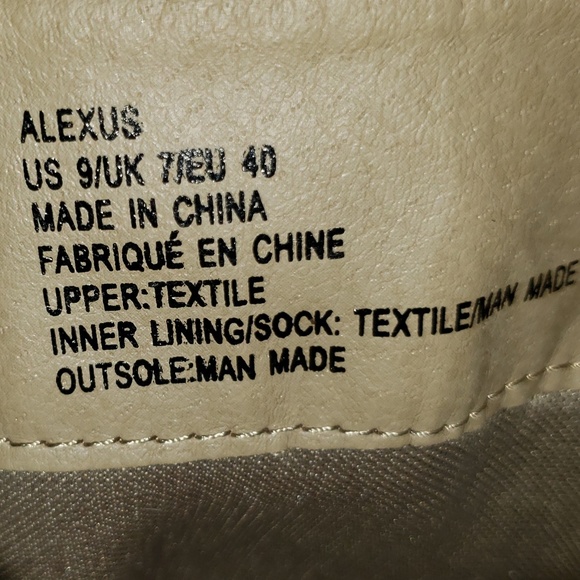 ALEXUS
US 9/UK 7/EU 40
MADE IN CHINA
FABRIQUÉ EN CHINE
UPPER:TEXTILE
INNER LINING/SOCK: TEXTILE/MAN MADE
OUTSOLE:MAN MADE